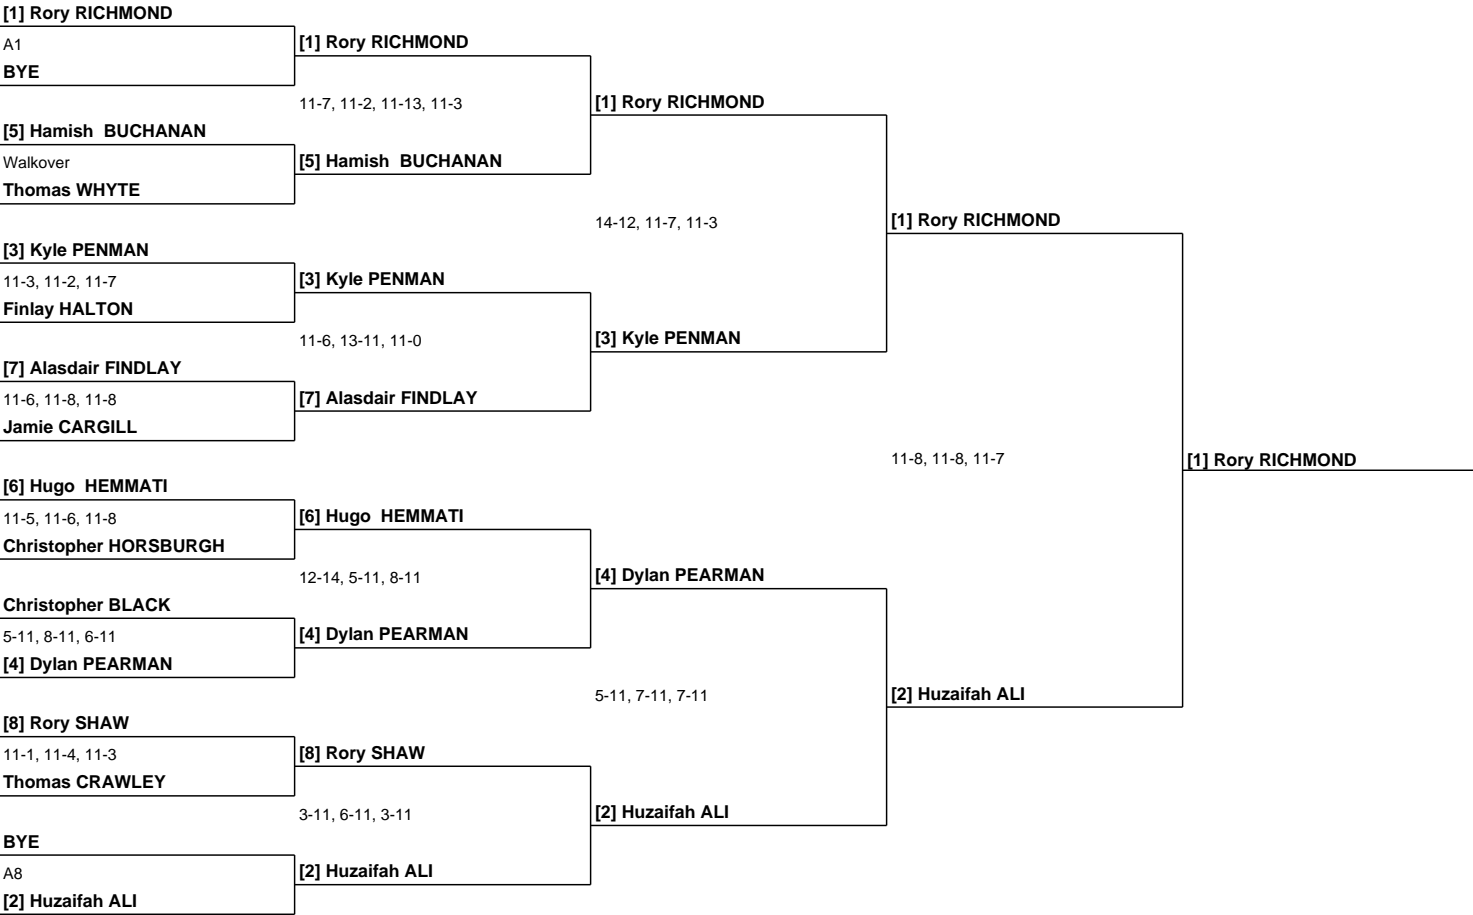 [1] Rory RICHMOND
A1
BYE
[5] Hamish  BUCHANAN
Walkover
Thomas WHYTE
[3] Kyle PENMAN
11-3, 11-2, 11-7
Finlay HALTON
[7] Alasdair FINDLAY
11-6, 11-8, 11-8
Jamie CARGILL
[6] Hugo  HEMMATI
11-5, 11-6, 11-8
Christopher HORSBURGH
Christopher BLACK
5-11, 8-11, 6-11
[4] Dylan PEARMAN
[8] Rory SHAW
11-1, 11-4, 11-3
Thomas CRAWLEY
BYE
A8
[2] Huzaifah ALI
[1] Rory RICHMOND
11-7, 11-2, 11-13, 11-3
[5] Hamish  BUCHANAN
[3] Kyle PENMAN
11-6, 13-11, 11-0
[7] Alasdair FINDLAY
[6] Hugo  HEMMATI
12-14, 5-11, 8-11
[4] Dylan PEARMAN
[8] Rory SHAW
3-11, 6-11, 3-11
[2] Huzaifah ALI
[1] Rory RICHMOND
14-12, 11-7, 11-3
[3] Kyle PENMAN
[4] Dylan PEARMAN
5-11, 7-11, 7-11
[2] Huzaifah ALI
[1] Rory RICHMOND
11-8, 11-8, 11-7
[2] Huzaifah ALI
[1] Rory RICHMOND